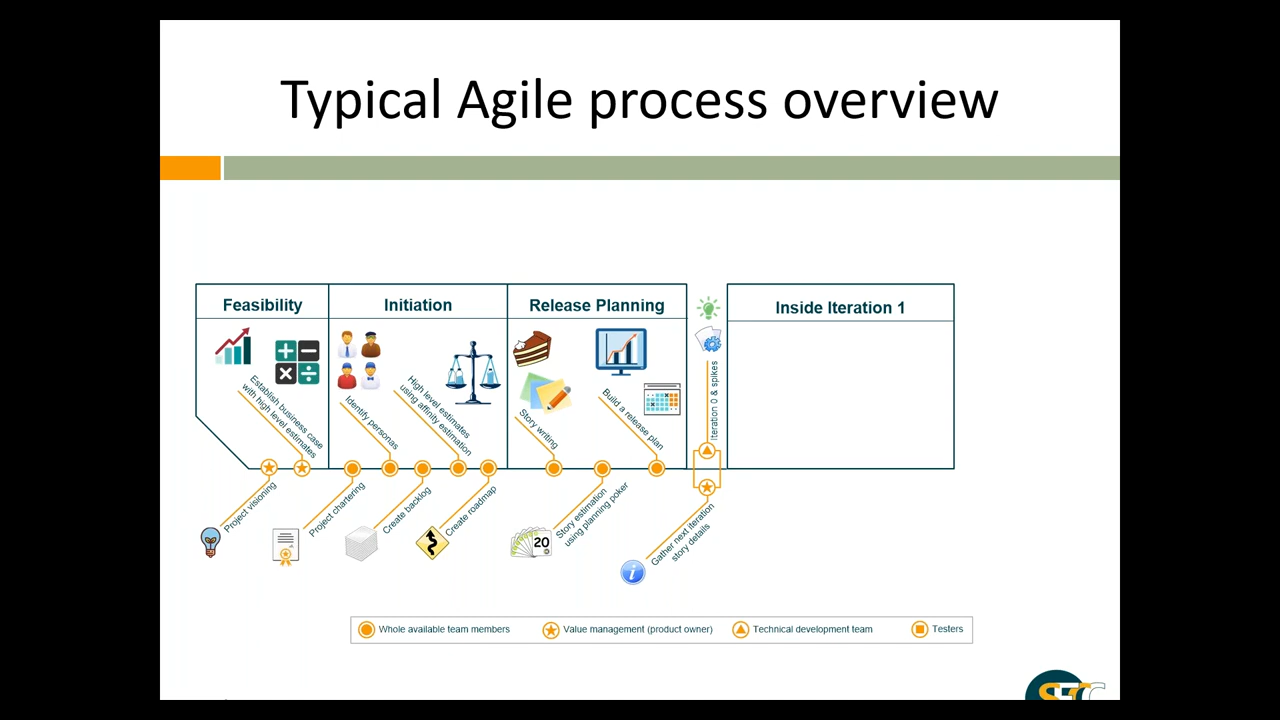 Typical Agile process overview
Feasibility
Initiation
Release Planning
Inside Iteration 1
Establish business case
with high level estimates
Identify personas
High level estimates
using affinity estimation
Story writing
Build a release plan
Iteration 0 & spikes
Project visioning
Project chartering
Create backlog
Create roadmap
20
Story estimation
using planning poker
Gather next iteration
story details
Whole available team members
Value management (product owner)
Technical development team
Testers